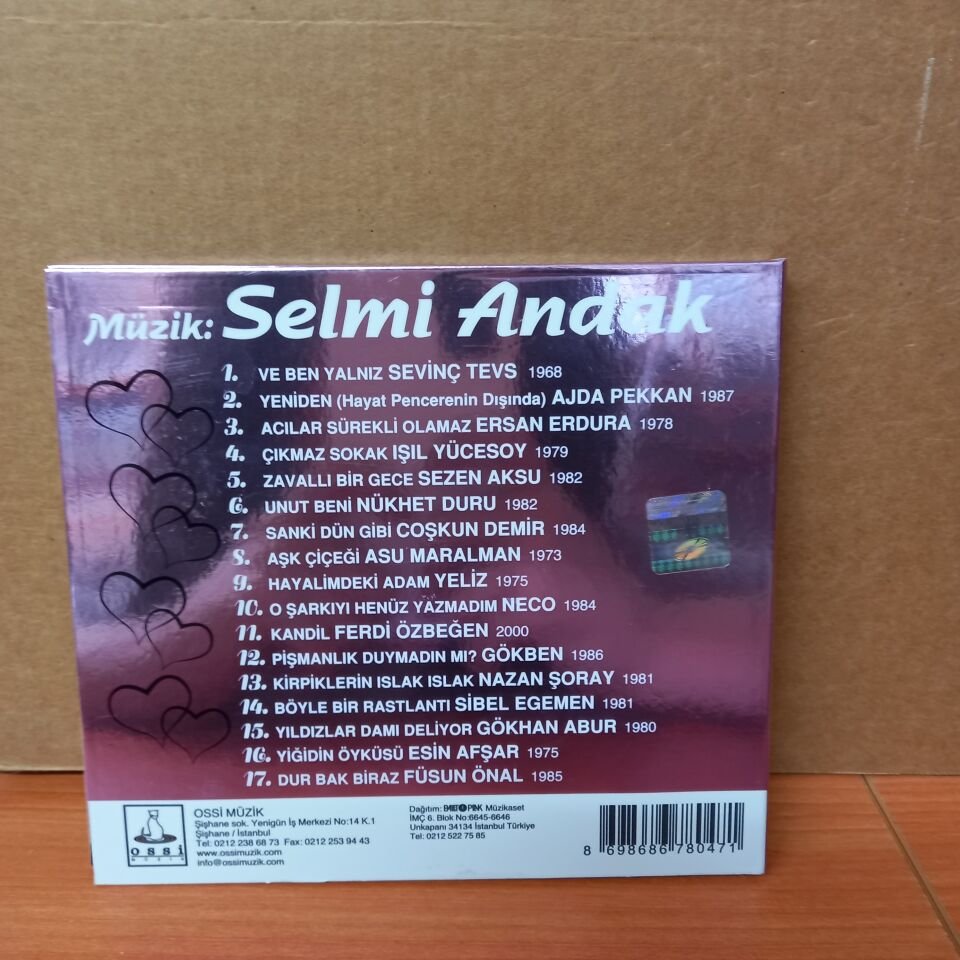 Müzik: Selmi Andak
1. VE BEN YALNIZ SEVİNÇ TEVS 1968
2. YENİDEN (Hayat Pencerenin Dışında) AJDA PEKKAN 1987
3. ACILAR SÜREKLİ OLAMAZ ERSAN ERDURA 1978
4. ÇIKMAZ SOKAK IŞIL YÜCESOY 1979
5. ZAVALLI BİR GECE SEZEN AKSU 1982
6. UNUT BENİ NÜKHET DURU 1982
7. SANKİ DÜN GİBİ COŞKUN DEMİR 1984
8. AŞK ÇİÇEĞİ ASU MARALMAN 1973
9. HAYALİMDEKİ ADAM YELİZ 1975
10. O ŞARKIYI HENÜZ YAZMADIM NECO 1984
11. KANDİL FERDİ ÖZBEĞEN 2000
12. PİŞMANLIK DUYMADIN MI? GÖKBEN 1986
13. KİRPİKLERİN ISLAK ISLAK NAZAN ŞORAY 1981
14. BÖYLE BİR RASTLANTI SİBEL EGEMEN 1981
15. YILDIZLAR DAMI DELİYOR GÖKHAN ABUR 1980
16. YİĞİDİN ÖYKÜSÜ ESİN AFŞAR 1975
17. DUR BAK BİRAZ FÜSUN ÖNAL 1985
ossi
MÜZİK
OSSİ MÜZİK
Şişhane sok. Yenigün İş Merkezi No:14 K.1
Şişhane / İstanbul
Tel: 0212 238 68 73 Fax: 0212 253 94 43
www.ossimuzik.com
info@ossimuzik.com
Dağıtım: Müzikaset
İMÇ 6. Blok No:6645-6646
Unkapanı 34134 İstanbul Türkiye
Tel: 0212 522 75 85
8 698686 780471